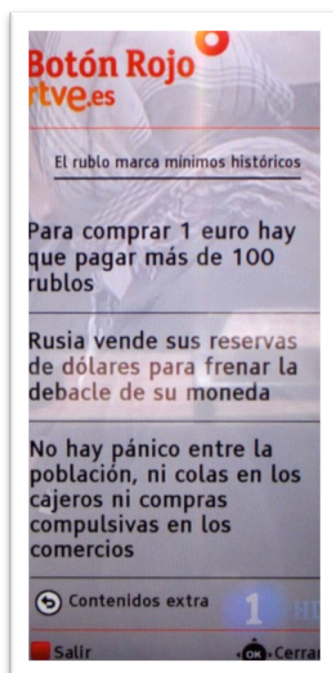 Botón Rojo
rtve.es
El rublo marca mínimos históricos
Para comprar 1 euro hay
que pagar más de 100
rublos
Rusia vende sus reservas
de dólares para frenar la
debacle de su moneda
No hay pánico entre la
población, ni colas en los
cajeros ni compras
compulsivas en los
comercios
Contenidos extra
1 HD
Salir
OK Cerrar